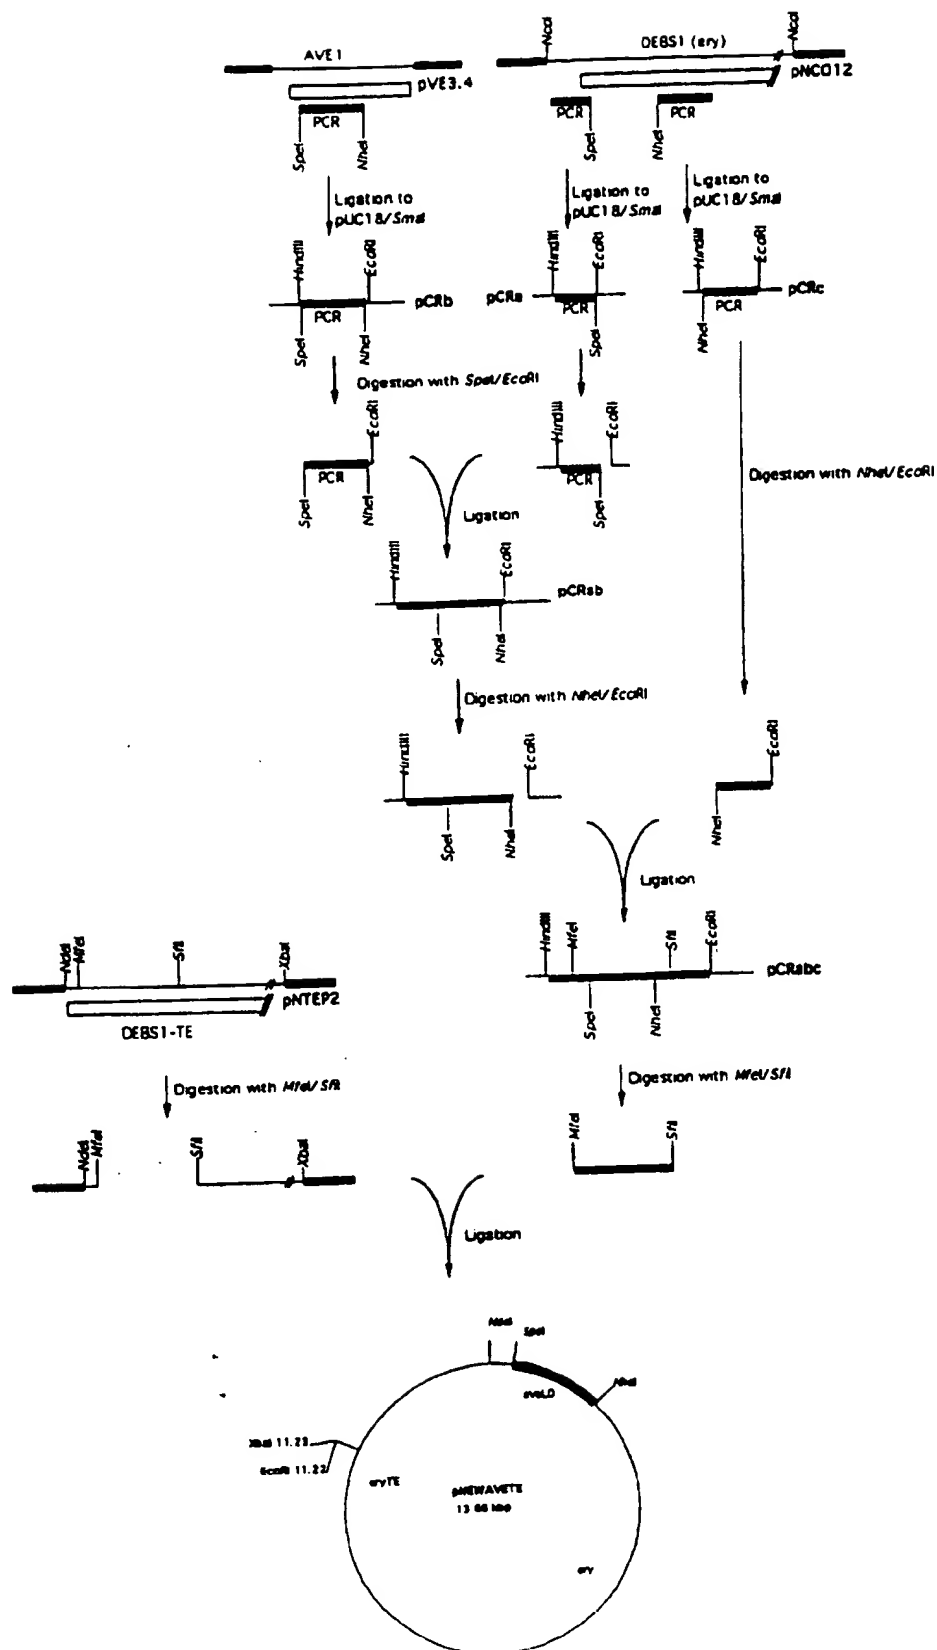 NcoI
NcoI
AVE1
DEBS1 (ery)
pVE3.4
pNCO12
PCR
PCR
PCR
SpeI
NheI
SpeI
NheI
Ligation to
pUC18/SmaI
Ligation to
pUC18/SmaI
Ligation to
pUC18/SmaI
HindIII
EcoRI
HindIII
EcoRI
HindIII
EcoRI
pCRb
pCRa
pCRc
PCR
PCR
PCR
SpeI
NheI
SpeI
NheI
Digestion with SpeI/EcoRI
EcoRI
HindIII
EcoRI
PCR
PCR
SpeI
NheI
SpeI
Digestion with NheI/EcoRI
Ligation
HindIII
EcoRI
pCRab
SpeI
NheI
Digestion with NheI/EcoRI
HindIII
EcoRI
EcoRI
SpeI
NheI
NheI
Ligation
HindIII
MfeI
SfiI
EcoRI
pCRabc
SpeI
NheI
NdeI
MfeI
SfiI
XbaI
pNTEP2
DEBS1-TE
Digestion with MfeI/SfiI
Digestion with MfeI/SfiI
NdeI
MfeI
SfiI
XbaI
MfeI
SfiI
Ligation
NdeI
SpeI
NheI
aveLD
XbaI 11.23
EcoRI 11.22
eryTE
pNEWAVETE
13.66 kbp
ery